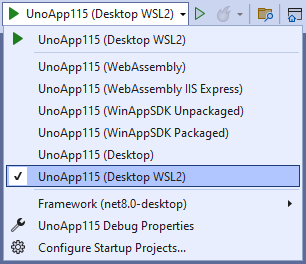 UnoApp115 (Desktop WSL2)
UnoApp115 (Desktop WSL2)
UnoApp115 (WebAssembly)
UnoApp115 (WebAssembly IIS Express)
UnoApp115 (WinAppSDK Unpackaged)
UnoApp115 (WinAppSDK Packaged)
UnoApp115 (Desktop)
UnoApp115 (Desktop WSL2)
Framework (net8.0-desktop)
UnoApp115 Debug Properties
Configure Startup Projects...